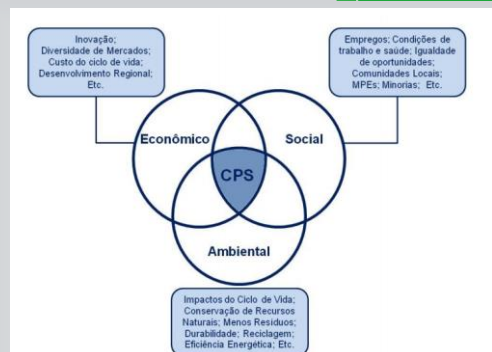 Inovação;
Diversidade de Mercados;
Custo do ciclo de vida;
Desenvolvimento Regional;
Etc.
Empregos; Condições de
trabalho e saúde; Igualdade
de oportunidades;
Comunidades Locais;
MPEs; Minorias; Etc.
Econômico
Social
CPS
Ambiental
Impactos do Ciclo de Vida;
Conservação de Recursos
Naturais; Menos Resíduos;
Durabilidade; Reciclagem;
Eficiência Energética; Etc.